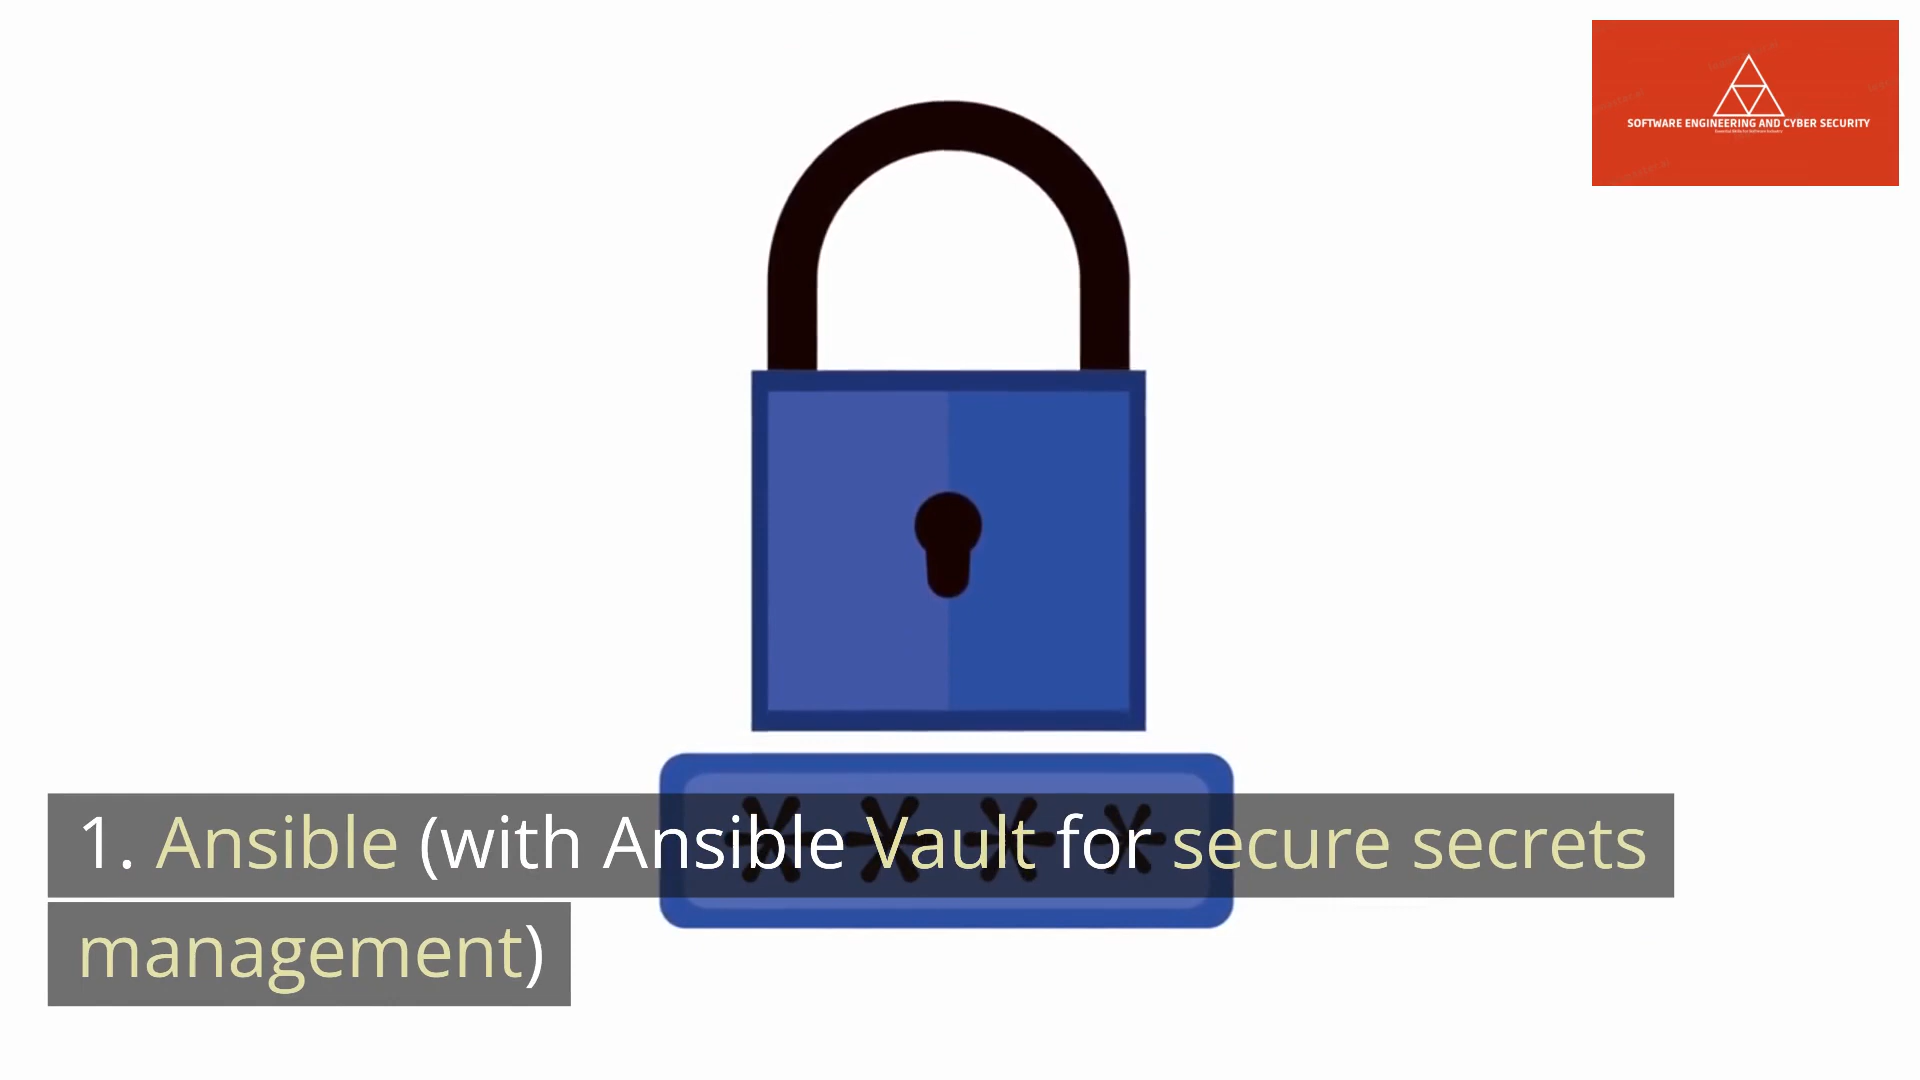 SOFTWARE ENGINEERING AND CYBER SECURITY
* * * *
1. Ansible (with Ansible Vault for secure secrets
management)